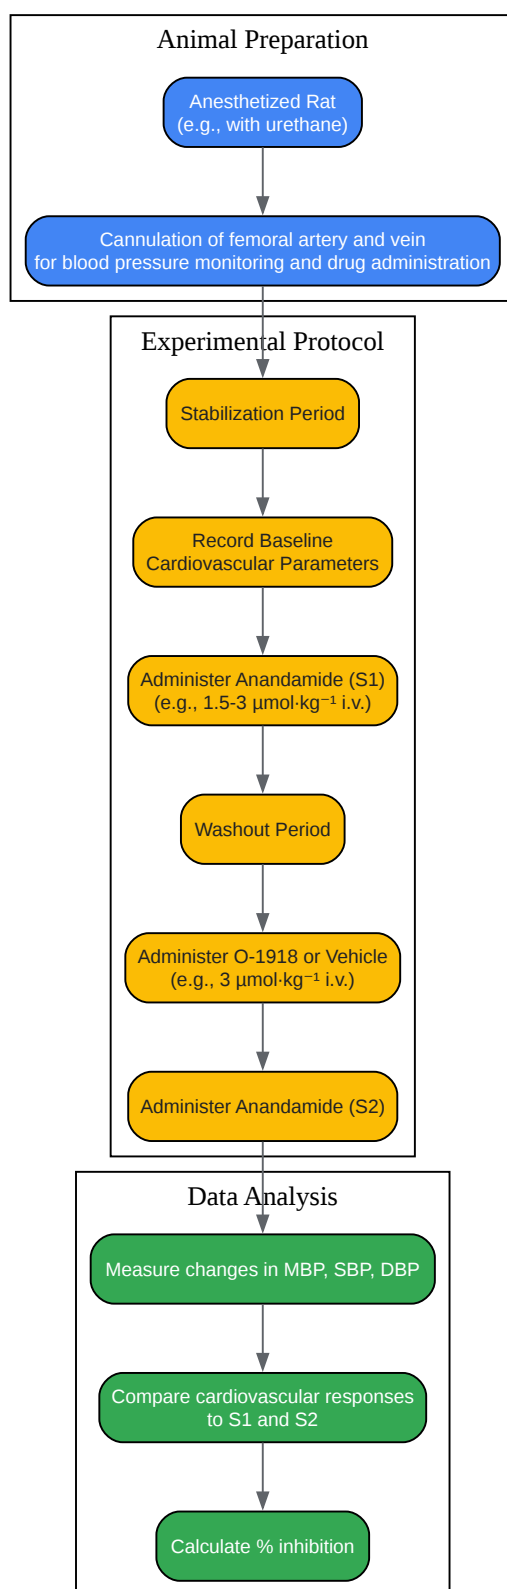 Animal Preparation
Anesthetized Rat
(e.g., with urethane)
Cannulation of femoral artery and vein
for blood pressure monitoring and drug administration
Experimental Protocol
Stabilization Period
Record Baseline
Cardiovascular Parameters
Administer Anandamide (S1)
(e.g., 1.5-3 µmol·kg⁻¹ i.v.)
Washout Period
Administer O-1918 or Vehicle
(e.g., 3 µmol·kg⁻¹ i.v.)
Administer Anandamide (S2)
Data Analysis
Measure changes in MBP, SBP, DBP
Compare cardiovascular responses
to S1 and S2
Calculate % inhibition